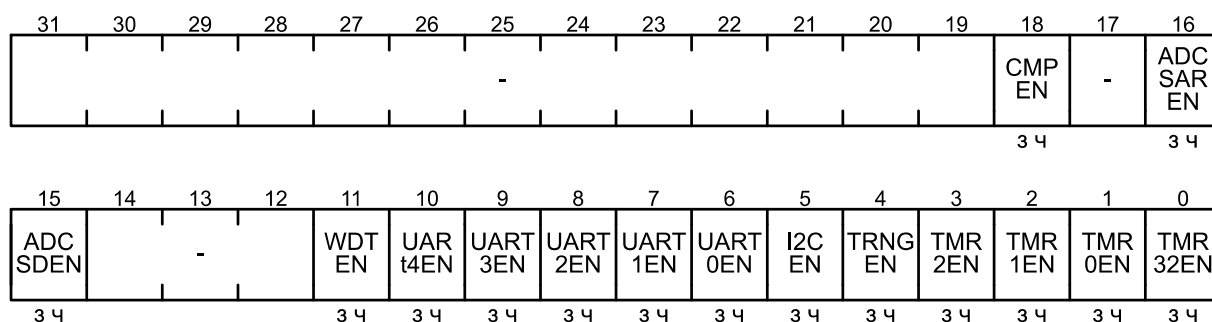 31 30 29 28 27 26 25 24 23 22 21 20 19 18 17 16
- CMP EN - ADC SAR EN
з ч з ч
15 14 13 12 11 10 9 8 7 6 5 4 3 2 1 0
ADC SDEN - WDT EN UAR t4EN UART 3EN UART 2EN UART 1EN UART 0EN I2C EN TRNG EN TMR 2EN TMR 1EN TMR 0EN TMR 32EN
з ч з ч з ч з ч з ч з ч з ч з ч з ч з ч з ч з ч з ч